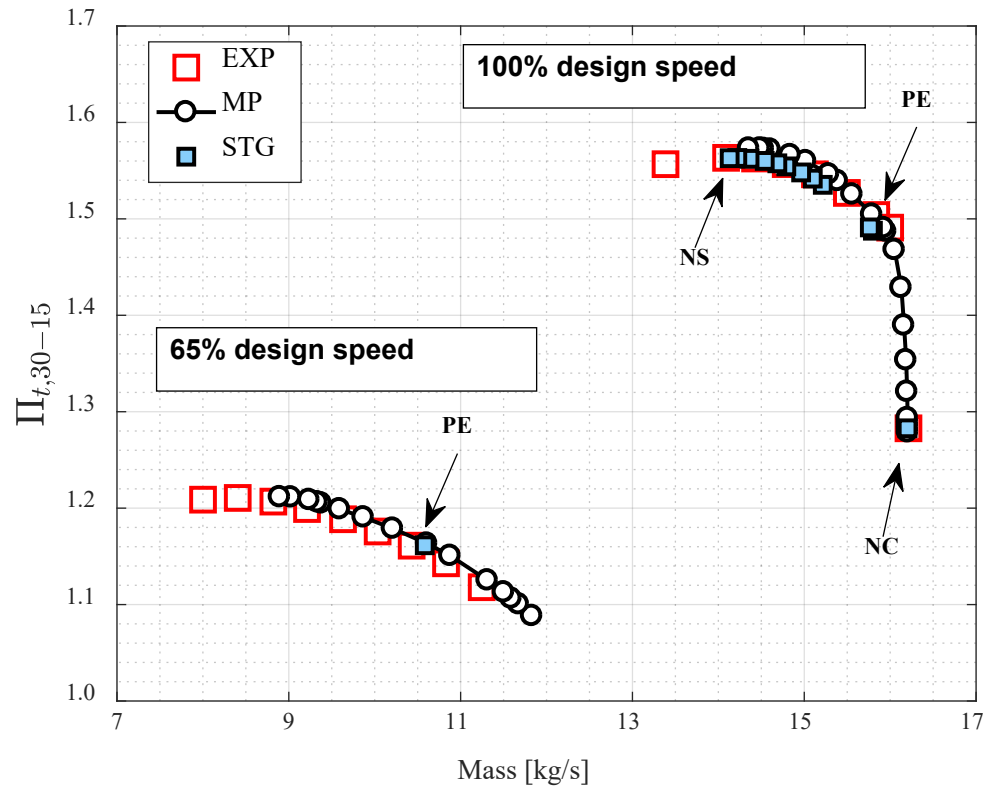 1.7
EXP
MP
STG
100% design speed
PE
1.6
1.5
NS
1.4
65% design speed
Π_{t,30−15}
1.3
PE
NC
1.2
1.1
1.0
7
9
11
13
15
17
Mass [kg/s]